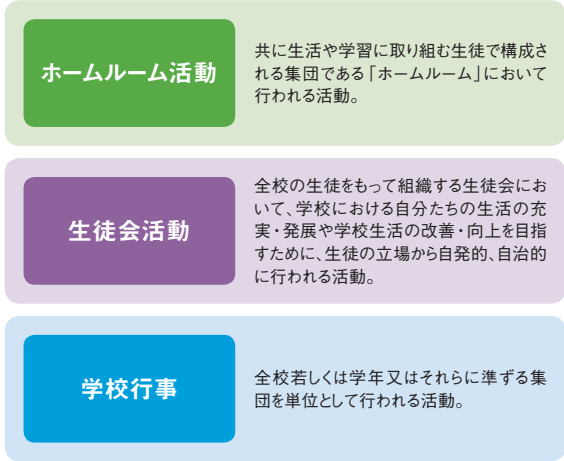 ホームルーム活動
共に生活や学習に取り組む生徒で構成さ
れる集団である「ホームルーム」において
行われる活動。
生徒会活動
全校の生徒をもって組織する生徒会にお
いて、学校における自分たちの生活の充
実・発展や学校生活の改善・向上を目指
すために、生徒の立場から自発的、自治的
に行われる活動。
学校行事
全校若しくは学年又はそれらに準ずる集
団を単位として行われる活動。